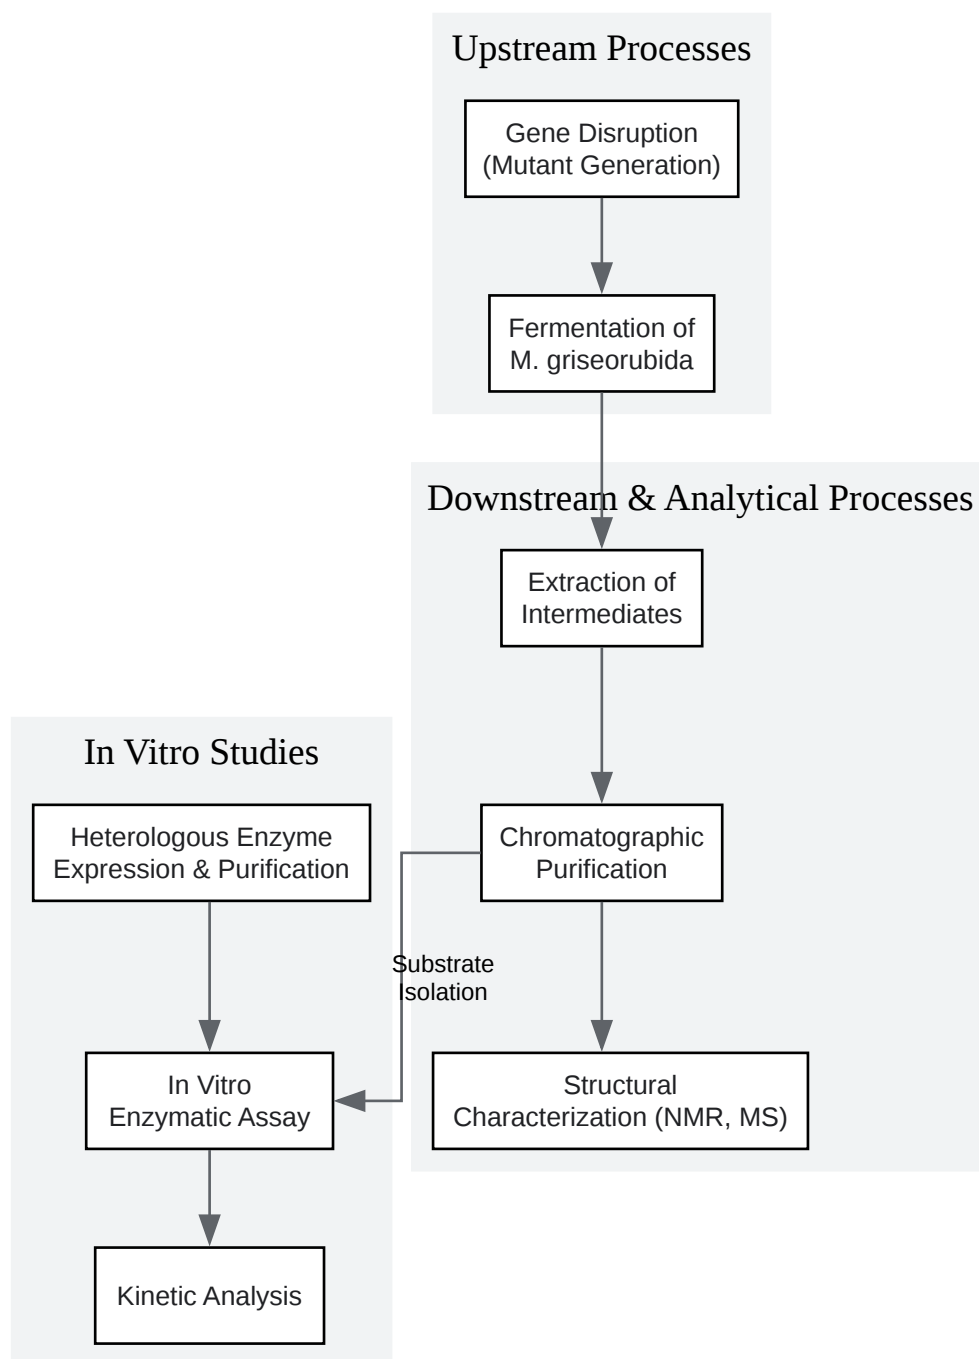 Upstream Processes
Gene Disruption
(Mutant Generation)
Fermentation of
M. griseorubida
Downstream & Analytical Processes
Extraction of
Intermediates
In Vitro Studies
Heterologous Enzyme
Expression & Purification
Chromatographic
Purification
Substrate
Isolation
In Vitro
Enzymatic Assay
Structural
Characterization (NMR, MS)
Kinetic Analysis